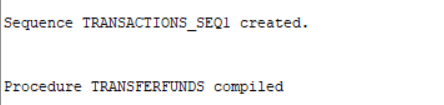 Sequence TRANSACTIONS_SEQ1 created.
Procedure TRANSFERFUNDS compiled